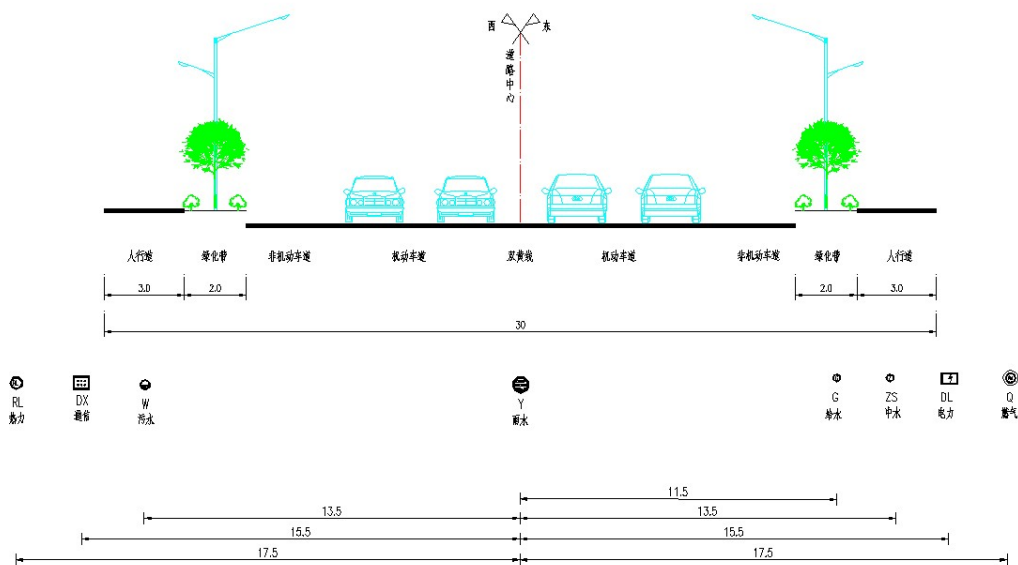 西 东
道路中心
人行道 绿化带 非机动车道 机动车道 双黄线 机动车道 非机动车道 绿化带 人行道
3.0 2.0 2.0 3.0
30
RL DX W Y G ZS DL Q
热力 通信 污水 雨水 给水 中水 电力 燃气
11.5
13.5 13.5
15.5 15.5
17.5 17.5